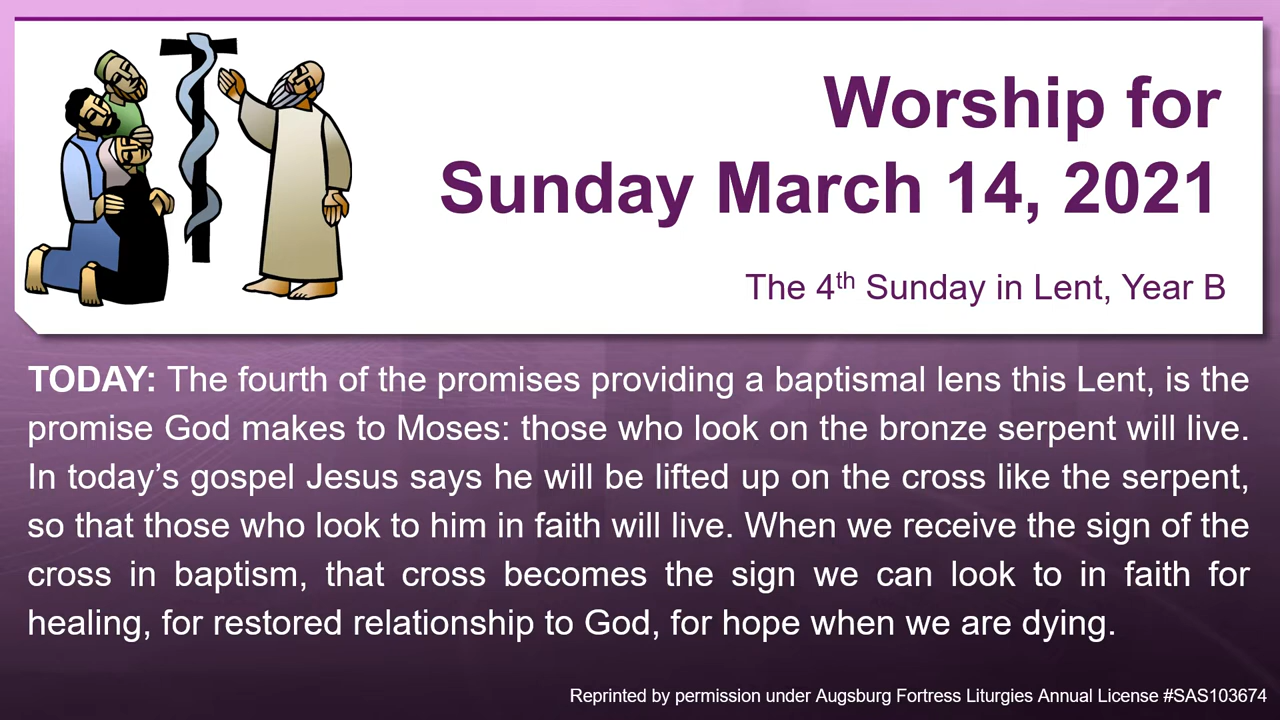 Worship for
Sunday March 14, 2021
The 4th Sunday in Lent, Year B
TODAY: The fourth of the promises providing a baptismal lens this Lent, is the
promise God makes to Moses: those who look on the bronze serpent will live.
In today’s gospel Jesus says he will be lifted up on the cross like the serpent,
so that those who look to him in faith will live. When we receive the sign of the
cross in baptism, that cross becomes the sign we can look to in faith for
healing, for restored relationship to God, for hope when we are dying.
Reprinted by permission under Augsburg Fortress Liturgies Annual License #SAS103674